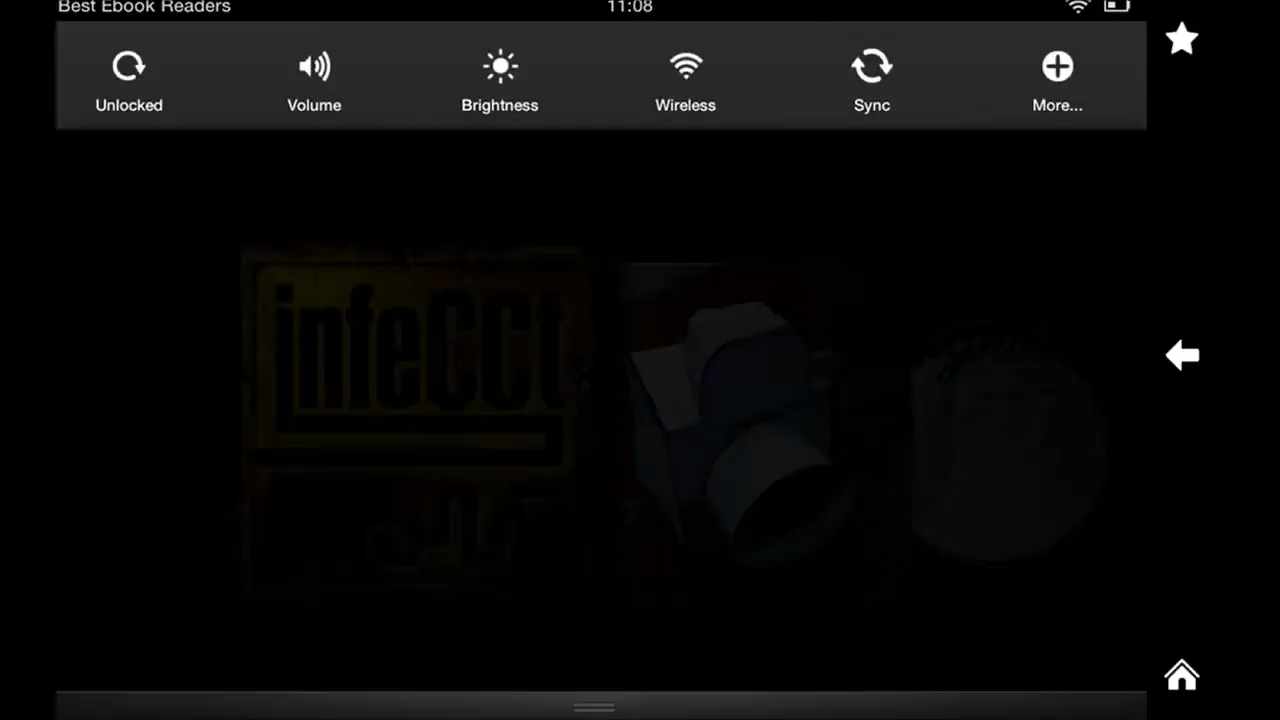 Best Ebook Readers
11:08
Unlocked
Volume
Brightness
Wireless
Sync
More...
infeCCt